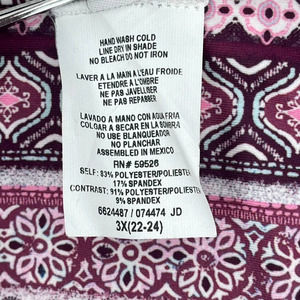 HAND WASH COLD
LINE DRY IN SHADE
NO BLEACH DO NOT IRON
LAVER A LA MAIN A L'EAU FROIDE
ETENDRE A L'OMBRE
NE PAS JAVELLISER
NE PAS REPASSER
LAVADO A MANO CON AGUA FRIA
COLGAR A SECAR EN LA SOMBRA
NO USE BLANQUEADOR
NO PLANCHAR
ASSEMBLED IN MEXICO
RN# 59526
SELF: 83% POLYESTER/POLIESTER
17% SPANDEX
CONTRAST: 91% POLYESTER/POLIESTER
9% SPANDEX
6624487 / 074474 JD
3X(22-24)